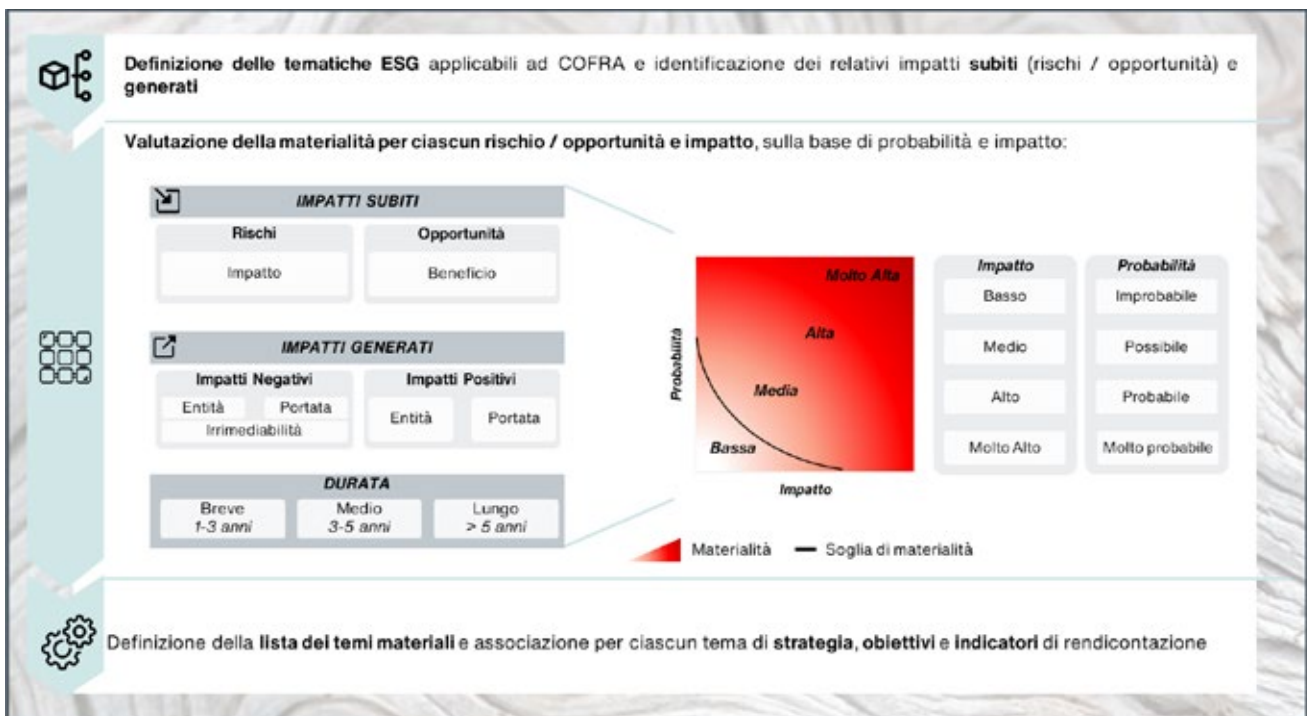 Definizione delle tematiche ESG applicabili ad COFRA e identificazione dei relativi impatti subiti (rischi / opportunità) e
generati
Valutazione della materialità per ciascun rischio / opportunità e impatto, sulla base di probabilità e impatto:
IMPATTI SUBITI
Rischi
Opportunità
Impatto
Beneficio
IMPATTI GENERATI
Impatti Negativi
Impatti Positivi
Entità
Portata
Irrimediabilità
Entità
Portata
DURATA
Breve
1-3 anni
Medio
3-5 anni
Lungo
> 5 anni
Probabilità
Molto Alta
Alta
Media
Bassa
Impatto
Materialità
Soglia di materialità
Impatto
Basso
Medio
Alto
Molto Alto
Probabilità
Improbabile
Possibile
Probabile
Molto probabile
Definizione della lista dei temi materiali e associazione per ciascun tema di strategia, obiettivi e indicatori di rendicontazione